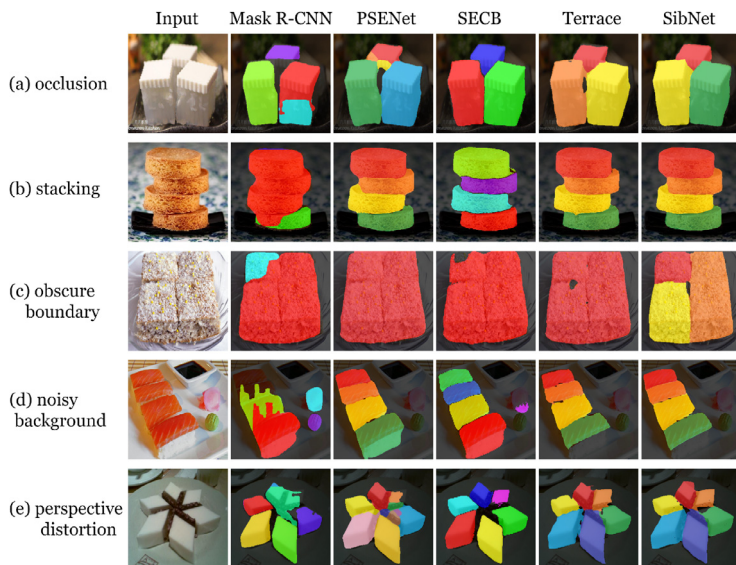 Input Mask R-CNN PSENet SECB Terrace SibNet
(a) occlusion
(b) stacking
(c) obscure
boundary
(d) noisy
background
(e) perspective
distortion